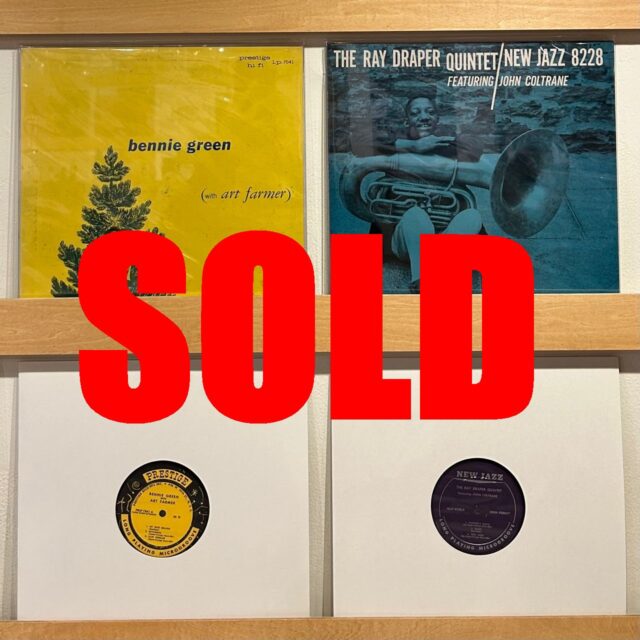 prestige
hi fi
Lp.7041
bennie green
(with art farmer)
THE RAY DRAPER QUINTET/NEW JAZZ 8228
FEATURING JOHN COLTRANE
SOLD
PRESTIGE
BENNIE GREEN
ART FARMER
LONG PLAYING MICROGROOVE
NEW JAZZ
THE RAY DRAPER QUINTET
featuring JOHN COLTRANE
LONG PLAYING MICROGROOVE